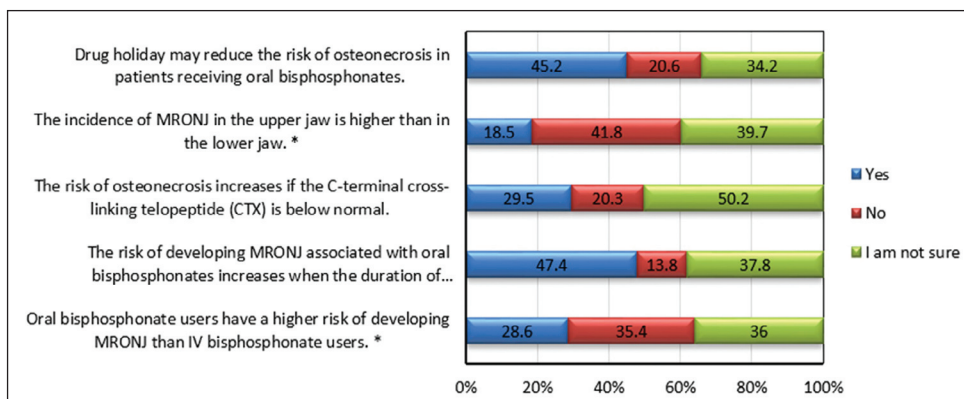 Drug holiday may reduce the risk of osteonecrosis in
patients receiving oral bisphosphonates.
45.2 20.6 34.2
The incidence of MRONJ in the upper jaw is higher than in
the lower jaw. *
18.5 41.8 39.7
The risk of osteonecrosis increases if the C-terminal cross-
linking telopeptide (CTX) is below normal.
29.5 20.3 50.2
The risk of developing MRONJ associated with oral
bisphosphonates increases when the duration of...
47.4 13.8 37.8
Oral bisphosphonate users have a higher risk of developing
MRONJ than IV bisphosphonate users. *
28.6 35.4 36
0% 20% 40% 60% 80% 100%
Yes
No
I am not sure